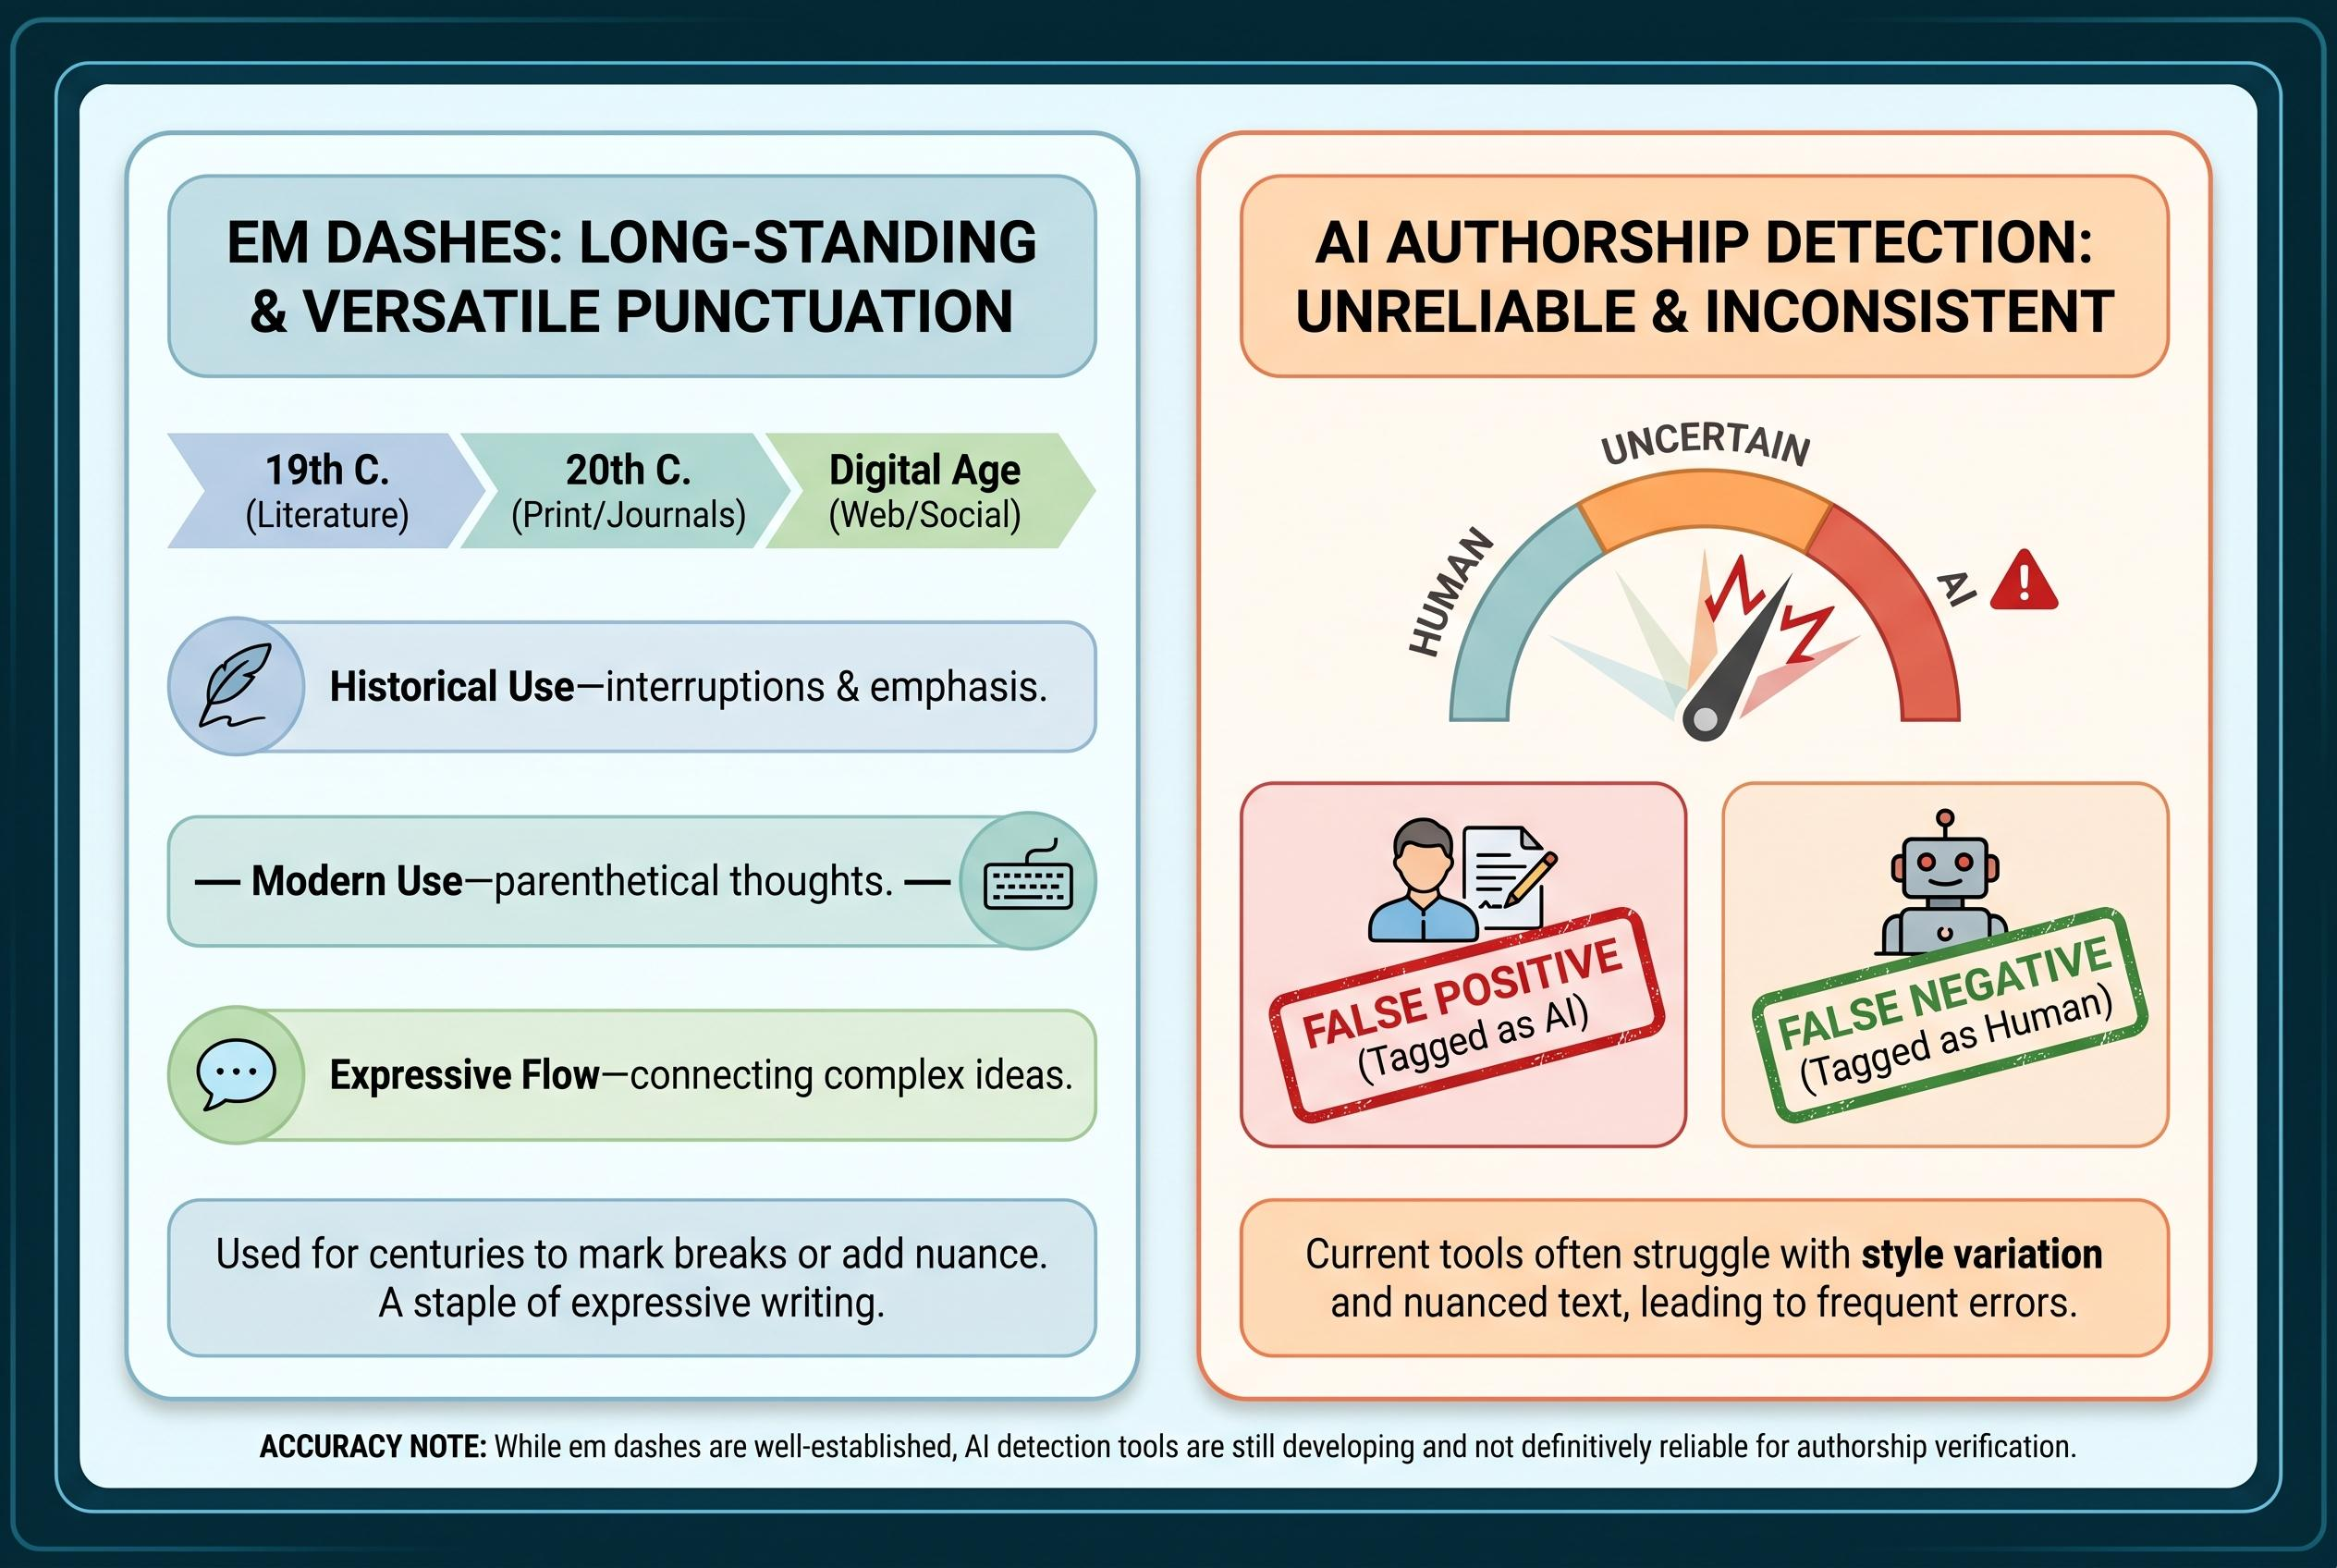 EM DASHES: LONG-STANDING
& VERSATILE PUNCTUATION
19th C.
(Literature)
20th C.
(Print/Journals)
Digital Age
(Web/Social)
Historical Use—interruptions & emphasis.
— Modern Use—parenthetical thoughts. —
Expressive Flow—connecting complex ideas.
Used for centuries to mark breaks or add nuance.
A staple of expressive writing.
AI AUTHORSHIP DETECTION:
UNRELIABLE & INCONSISTENT
HUMAN
UNCERTAIN
AI
!
FALSE POSITIVE
(Tagged as AI)
FALSE NEGATIVE
(Tagged as Human)
Current tools often struggle with style variation
and nuanced text, leading to frequent errors.
ACCURACY NOTE: While em dashes are well-established, AI detection tools are still developing and not definitively reliable for authorship verification.